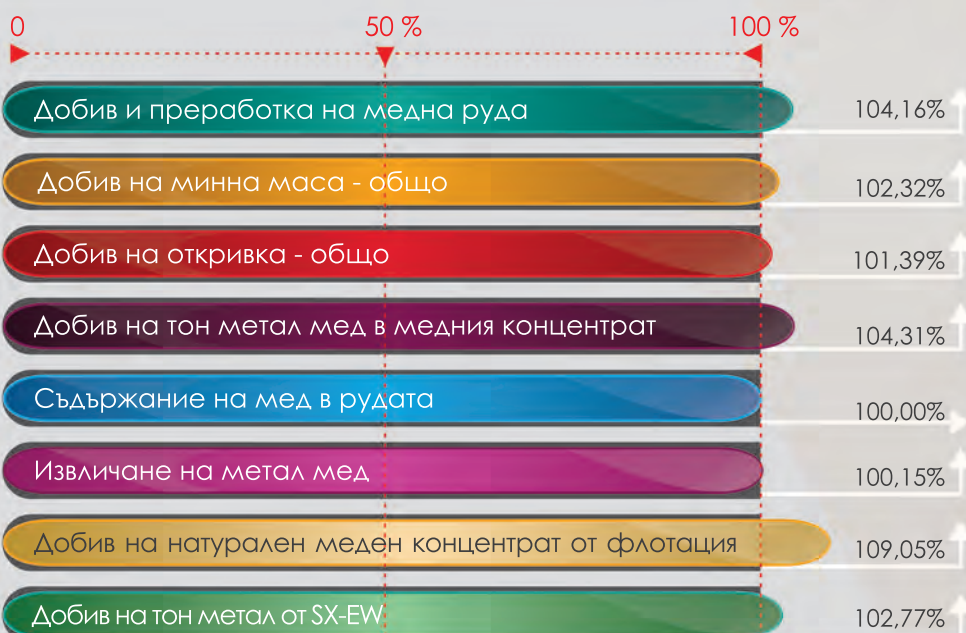 0 50 % 100 %
Добив и преработка на медна руда 104,16%
Добив на минна маса - общо 102,32%
Добив на откривка - общо 101,39%
Добив на тон метал мед в медния концентрат 104,31%
Съдържание на мед в рудата 100,00%
Извличане на метал мед 100,15%
Добив на натурален меден концентрат от флотация 109,05%
Добив на тон метал от SX-EW 102,77%